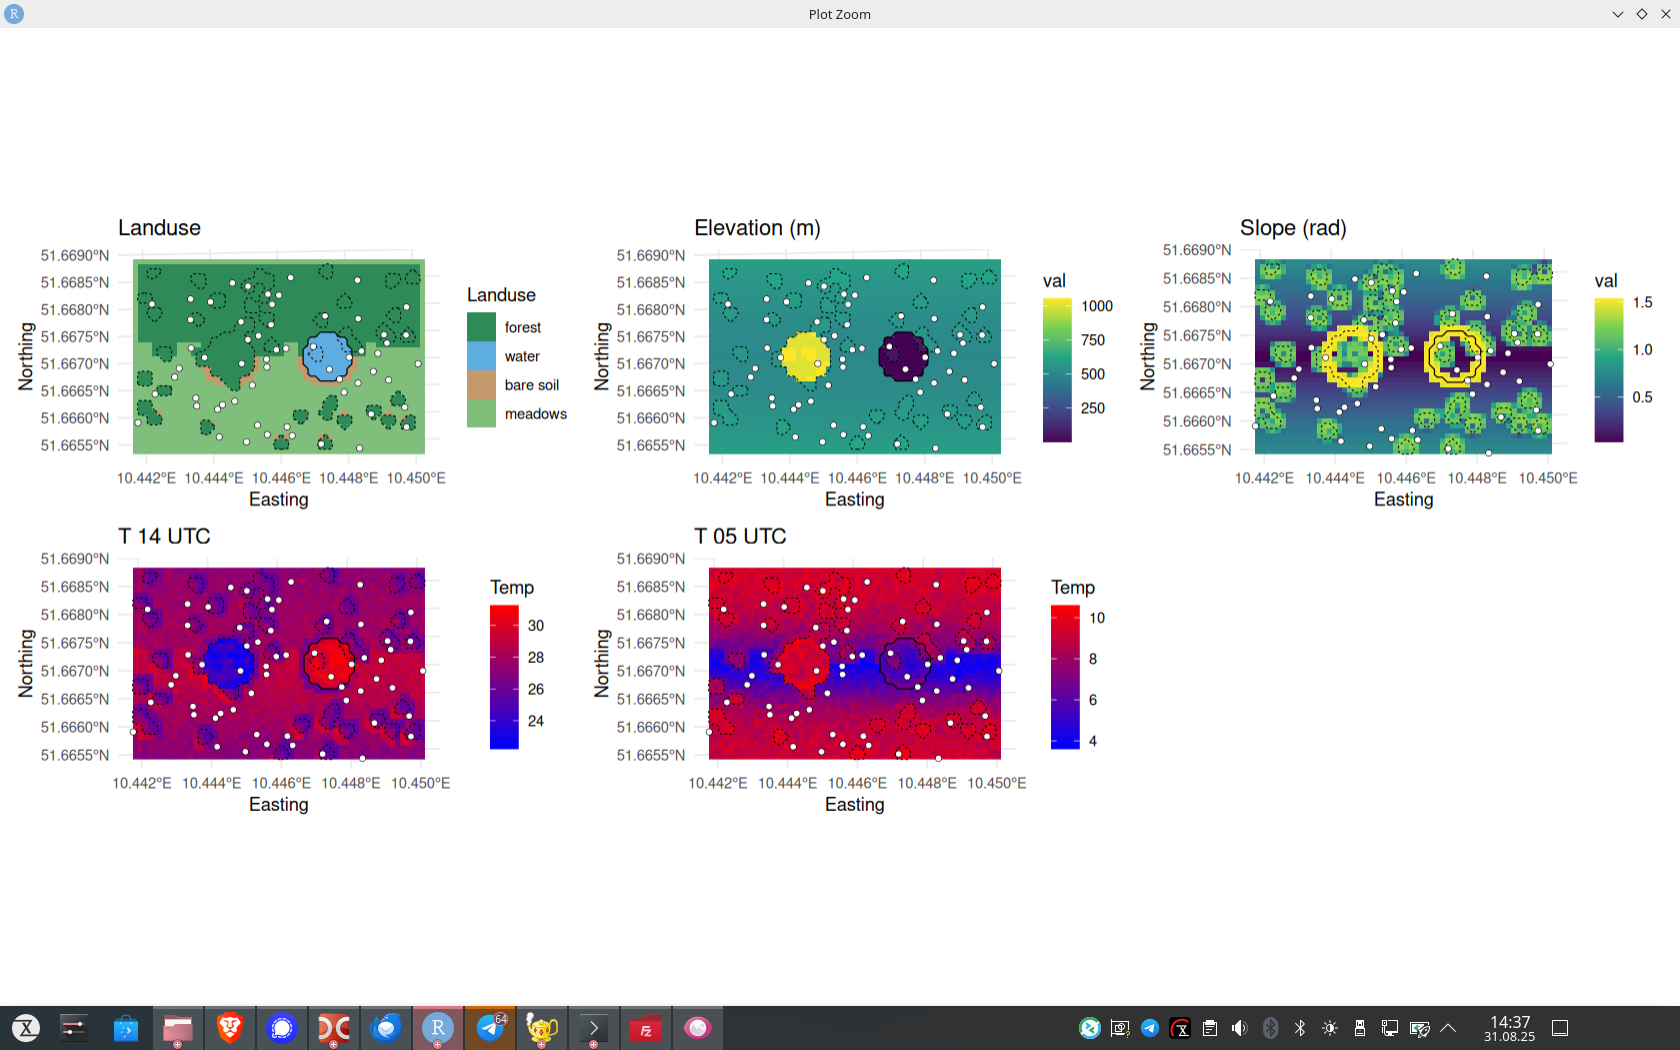 Plot Zoom
Landuse
51.6690°N
51.6685°N
51.6680°N
51.6675°N
51.6670°N
51.6665°N
51.6660°N
51.6655°N
Northing
10.442°E 10.444°E 10.446°E 10.448°E 10.450°E
Easting
Landuse
forest
water
bare soil
meadows
Elevation (m)
51.6690°N
51.6685°N
51.6680°N
51.6675°N
51.6670°N
51.6665°N
51.6660°N
51.6655°N
Northing
10.442°E 10.444°E 10.446°E 10.448°E 10.450°E
Easting
val
1000
750
500
250
Slope (rad)
51.6690°N
51.6685°N
51.6680°N
51.6675°N
51.6670°N
51.6665°N
51.6660°N
51.6655°N
Northing
10.442°E 10.444°E 10.446°E 10.448°E 10.450°E
Easting
val
1.5
1.0
0.5
T 14 UTC
51.6690°N
51.6685°N
51.6680°N
51.6675°N
51.6670°N
51.6665°N
51.6660°N
51.6655°N
Northing
10.442°E 10.444°E 10.446°E 10.448°E 10.450°E
Easting
Temp
30
28
26
24
T 05 UTC
51.6690°N
51.6685°N
51.6680°N
51.6675°N
51.6670°N
51.6665°N
51.6660°N
51.6655°N
Northing
10.442°E 10.444°E 10.446°E 10.448°E 10.450°E
Easting
Temp
10
8
6
4
R
64
14:37
31.08.25